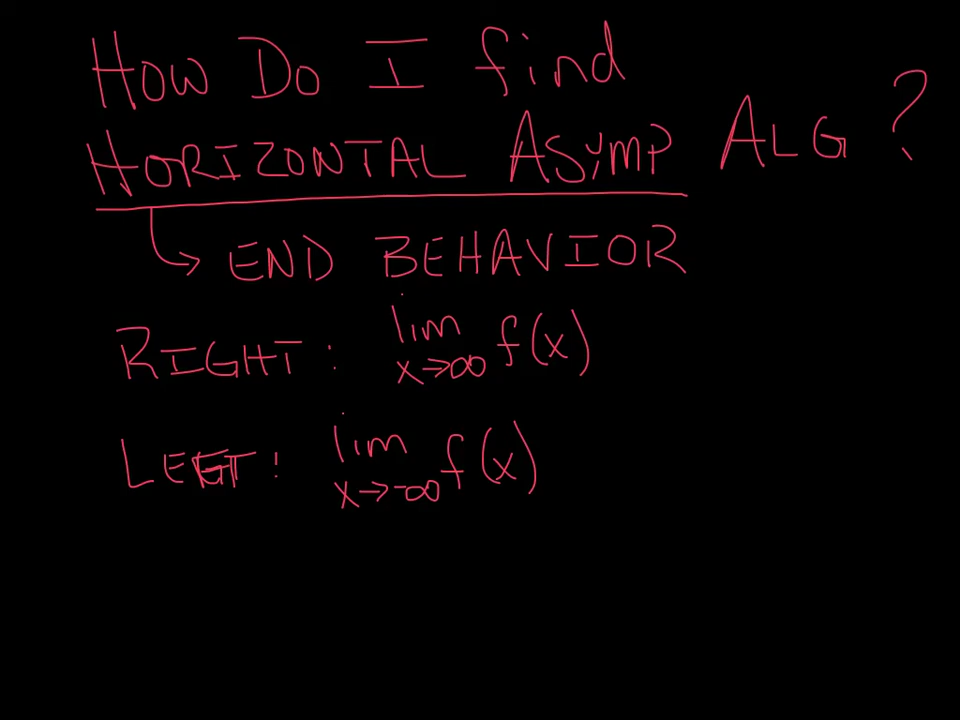 How Do I find
HORIZONTAL ASYMP ALG?
→ END BEHAVIOR
RIGHT: lim x→∞ f(x)
LEFT: lim x→-∞ f(x)